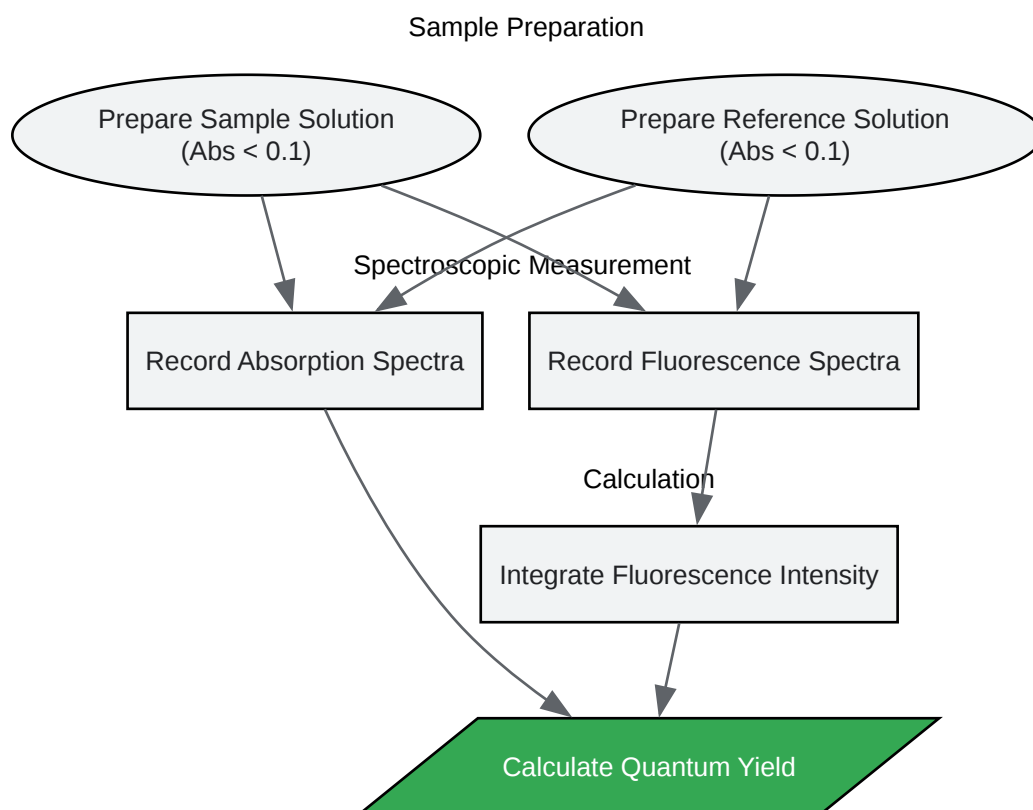 Sample Preparation
Prepare Sample Solution
(Abs < 0.1)
Prepare Reference Solution
(Abs < 0.1)
Spectroscopic Measurement
Record Absorption Spectra
Record Fluorescence Spectra
Calculation
Integrate Fluorescence Intensity
Calculate Quantum Yield